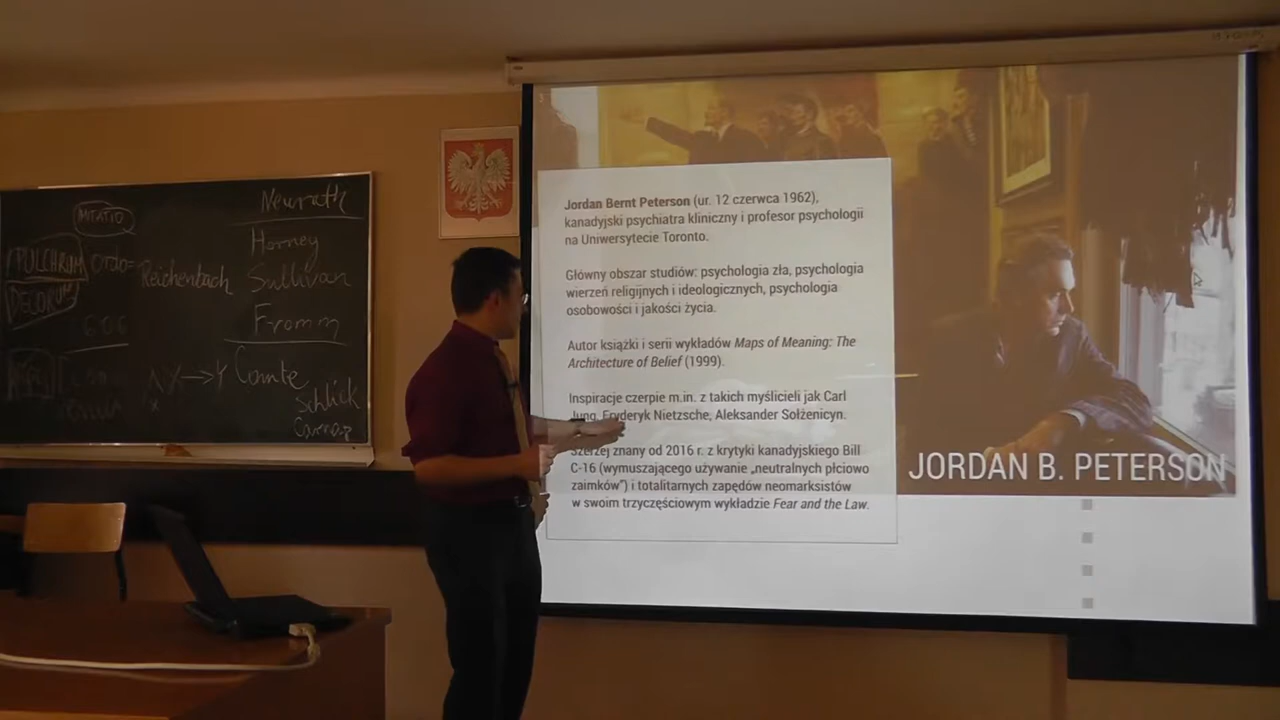 IMITATIO
PULCHRUM
ordo=
DECORUM
Reichenbach
Neurath
Horney
Sullivan
Fromm
Comte
Schlick
Jordan Bernt Peterson (ur. 12 czerwca 1962),
kanadyjski psychiatra kliniczny i profesor psychologii
na Uniwersytecie Toronto.
Główny obszar studiów: psychologia zła, psychologia
wierzeń religijnych i ideologicznych, psychologia
osobowości i jakości życia.
Autor książki i serii wykładów Maps of Meaning: The
Architecture of Belief (1999).
Inspiracje czerpie m.in. z takich myślicieli jak Carl
Jung, Fryderyk Nietzsche, Aleksander Sołżenicyn.
Szerzej znany od 2016 r. z krytyki kanadyjskiego Bill
C-16 (wymuszającego używanie „neutralnych płciowo
zaimków”) i totalitarnych zapędów neomarksistów
w swoim trzyczęściowym wykładzie Fear and the Law.
JORDAN B. PETERSON